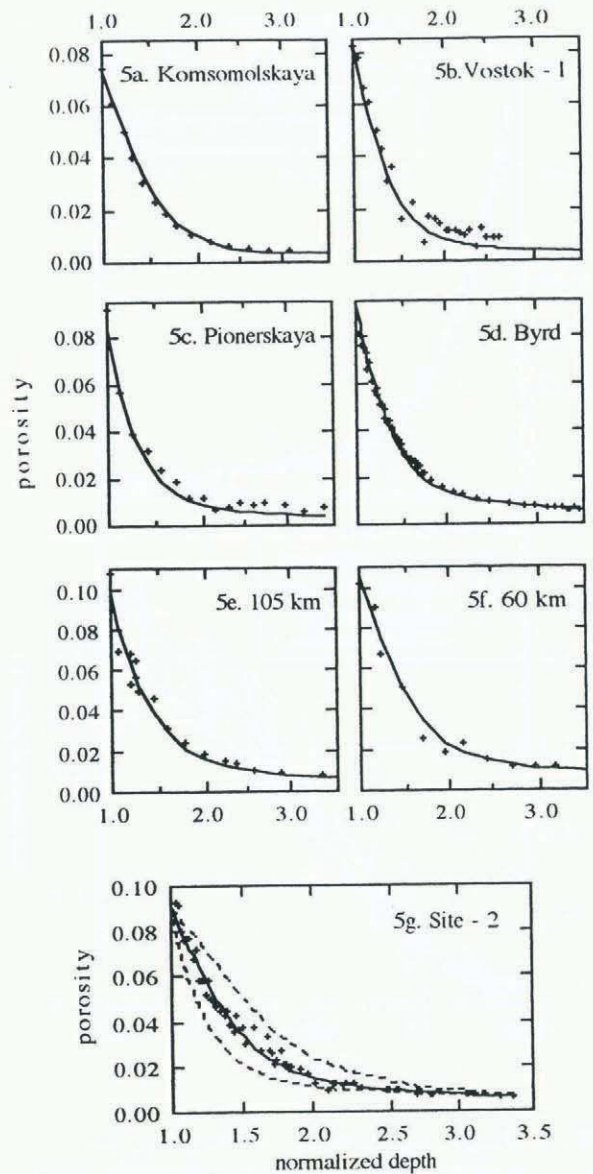 1.0 2.0 3.0 1.0 2.0 3.0
0.08
5a. Komsomolskaya
5b. Vostok - 1
0.06
0.04
0.02
0.00
0.08
5c. Pionerskaya
5d. Byrd
0.06
0.04
0.02
0.00
porosity
0.10
5e. 105 km
5f. 60 km
0.08
0.06
0.04
0.02
0.00
1.0 2.0 3.0 1.0 2.0 3.0
0.10
5g. Site - 2
0.08
0.06
0.04
0.02
0.00
porosity
1.0 1.5 2.0 2.5 3.0 3.5
normalized depth